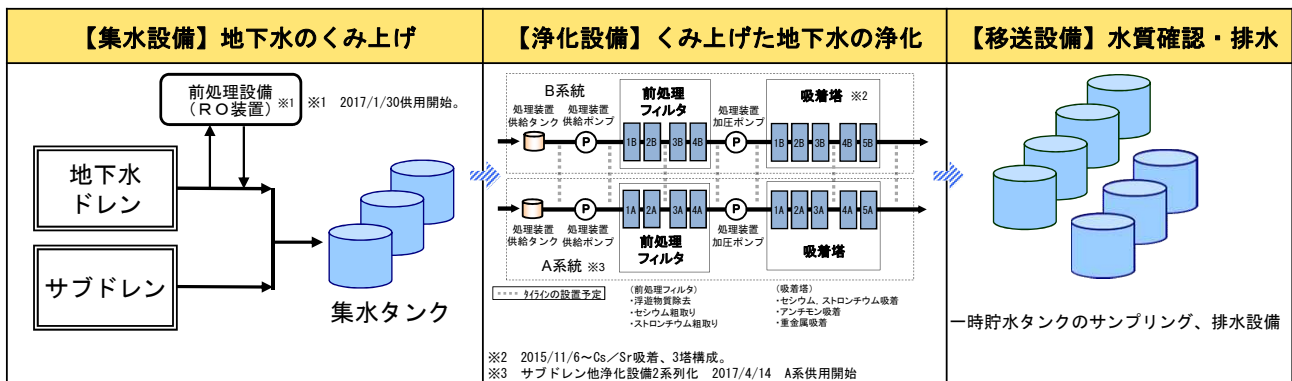 【集水設備】地下水のくみ上げ
前処理設備
(RO装置)※1
※1 2017/1/30供用開始。
地下水
ドレン
サブドレン
集水タンク
【浄化設備】くみ上げた地下水の浄化
B系統
処理装置
供給タンク
処理装置
供給ポンプ
前処理
フィルタ
処理装置
加圧ポンプ
吸着塔 ※2
P
1B 2B 3B 4B
P
1B 2B 3B 4B 5B
P
1A 2A 3A 4A
P
1A 2A 3A 4A 5A
処理装置
供給タンク
処理装置
供給ポンプ
前処理
フィルタ
処理装置
加圧ポンプ
吸着塔
A系統 ※3
タイラインの設置予定
(前処理フィルタ)
・浮遊物質除去
・セシウム粗取り
・ストロンチウム粗取り
(吸着塔)
・セシウム、ストロンチウム吸着
・アンチモン吸着
・重金属吸着
※2 2015/11/6～Cs/Sr吸着、3塔構成。
※3 サブドレン他浄化設備2系列化 2017/4/14 A系供用開始
【移送設備】水質確認・排水
一時貯水タンクのサンプリング、排水設備